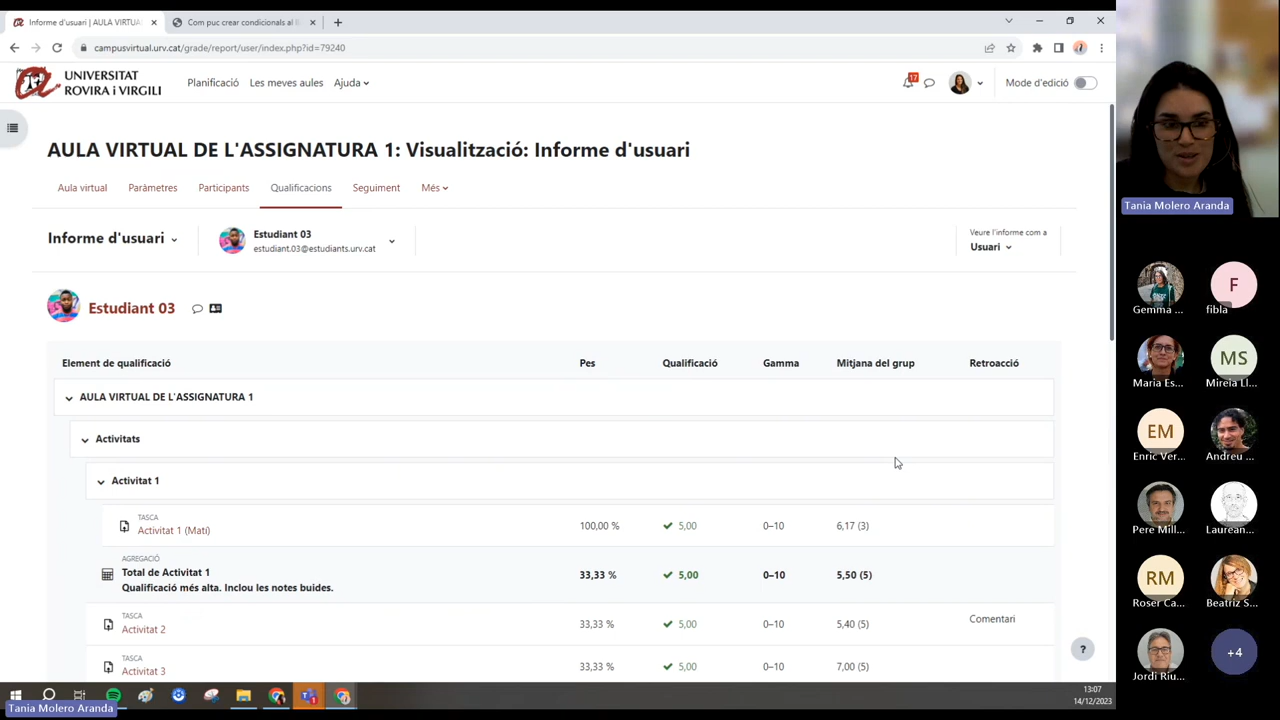 Informe d'usuari | AULA VIRTUA
Com puc crear condicionals al ll
campusvirtual.urv.cat/grade/report/user/index.php?id=79240
UNIVERSITAT
ROVIRA i VIRGILI
Planificació Les meves aules Ajuda
17
Mode d'edició
AULA VIRTUAL DE L'ASSIGNATURA 1: Visualització: Informe d'usuari
Aula virtual Paràmetres Participants Qualificacions Seguiment Més
Informe d'usuari
Estudiant 03
estudiant.03@estudiants.urv.cat
Veure l'informe com a
Usuari
Estudiant 03
Element de qualificació Pes Qualificació Gamma Mitjana del grup Retroacció
AULA VIRTUAL DE L'ASSIGNATURA 1
Activitats
Activitat 1
TASCA
Activitat 1 (Matí) 100,00 % 5,00 0–10 6,17 (3)
AGREGACIÓ
Total de Activitat 1 33,33 % 5,00 0–10 5,50 (5)
Qualificació més alta. Inclou les notes buides.
TASCA
Activitat 2 33,33 % 5,00 0–10 5,40 (5) Comentari
TASCA
Activitat 3 33,33 % 5,00 0–10 7,00 (5)
?
13:07
14/12/2023
Tania Molero Aranda
Tania Molero Aranda
Gemma ...
F
fibla
Maria Es...
MS
Mireia Ll...
EM
Enric Ver...
Andreu ...
Pere Mill...
Laurean...
RM
Roser Ca...
Beatriz S...
Jordi Riu...
+4